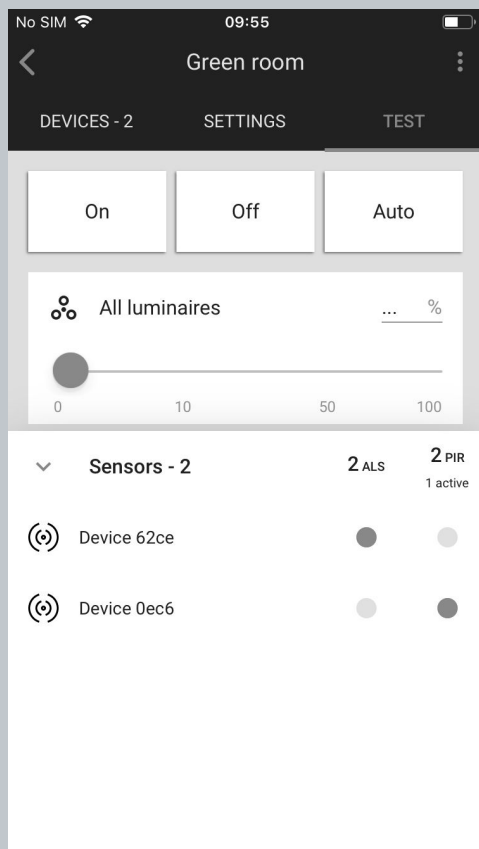 No SIM 09:55
Green room
DEVICES - 2 SETTINGS TEST
On Off Auto
All luminaires ... %
0 10 50 100
Sensors - 2 2 ALS 2 PIR
1 active
Device 62ce
Device 0ec6